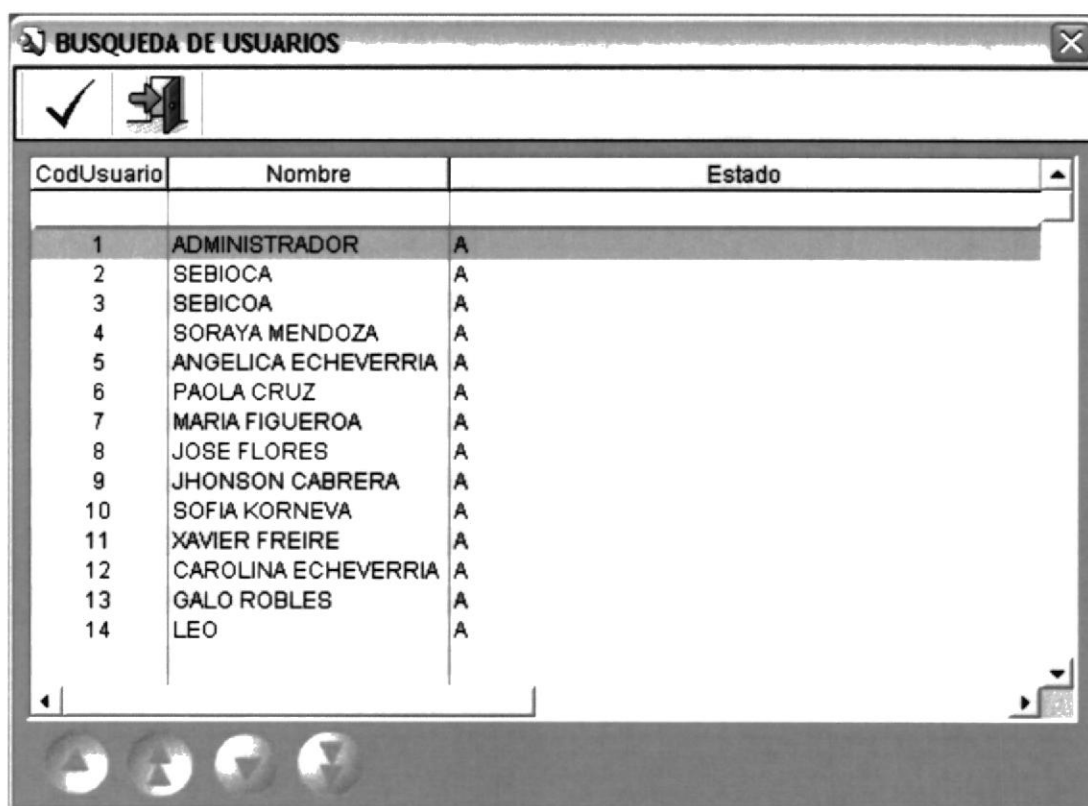 BUSQUEDA DE USUARIOS
CodUsuario Nombre Estado
1 ADMINISTRADOR A
2 SEBIOCA A
3 SEBICOA A
4 SORAYA MENDOZA A
5 ANGELICA ECHEVERRIA A
6 PAOLA CRUZ A
7 MARIA FIGUEROA A
8 JOSE FLORES A
9 JHONSON CABRERA A
10 SOFIA KORNEVA A
11 XAVIER FREIRE A
12 CAROLINA ECHEVERRIA A
13 GALO ROBLES A
14 LEO A